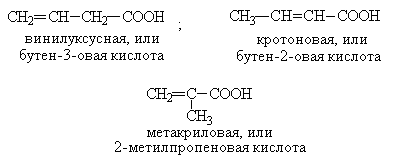 CH₂=CH–CH₂–COOH ;
винилуксусная, или
бутен-3-овая кислота
CH₃–CH=CH–COOH
кротоновая, или
бутен-2-овая кислота
CH₂=C–COOH
CH₃
метакриловая, или
2-метилпропеновая кислота